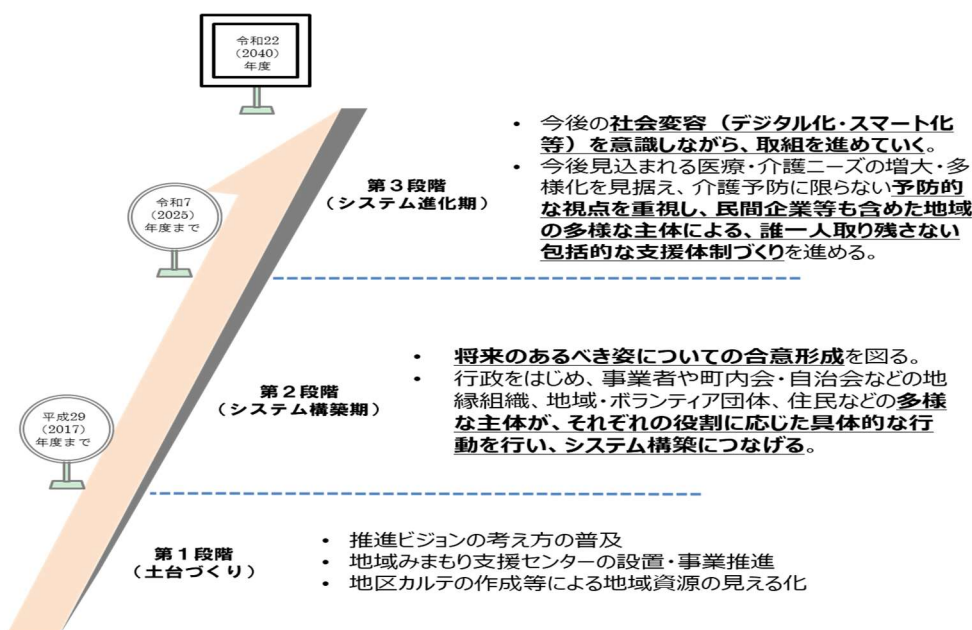 令和22
（2040）
年度
・ 今後の社会変容（デジタル化・スマート化
等）を意識しながら、取組を進めていく。
・ 今後見込まれる医療・介護ニーズの増大・多
様化を見据え、介護予防に限らない予防的
な視点を重視し、民間企業等も含めた地域
の多様な主体による、誰一人取り残さない
包括的な支援体制づくりを進める。
第３段階
（システム進化期）
令和7
（2025）
年度まで
・ 将来のあるべき姿についての合意形成を図る。
・ 行政をはじめ、事業者や町内会・自治会などの地
縁組織、地域・ボランティア団体、住民などの多様
な主体が、それぞれの役割に応じた具体的な行
動を行い、システム構築につなげる。
第２段階
（システム構築期）
平成29
（2017）
年度まで
第１段階
（土台づくり）
・ 推進ビジョンの考え方の普及
・ 地域みまもり支援センターの設置・事業推進
・ 地区カルテの作成等による地域資源の見える化